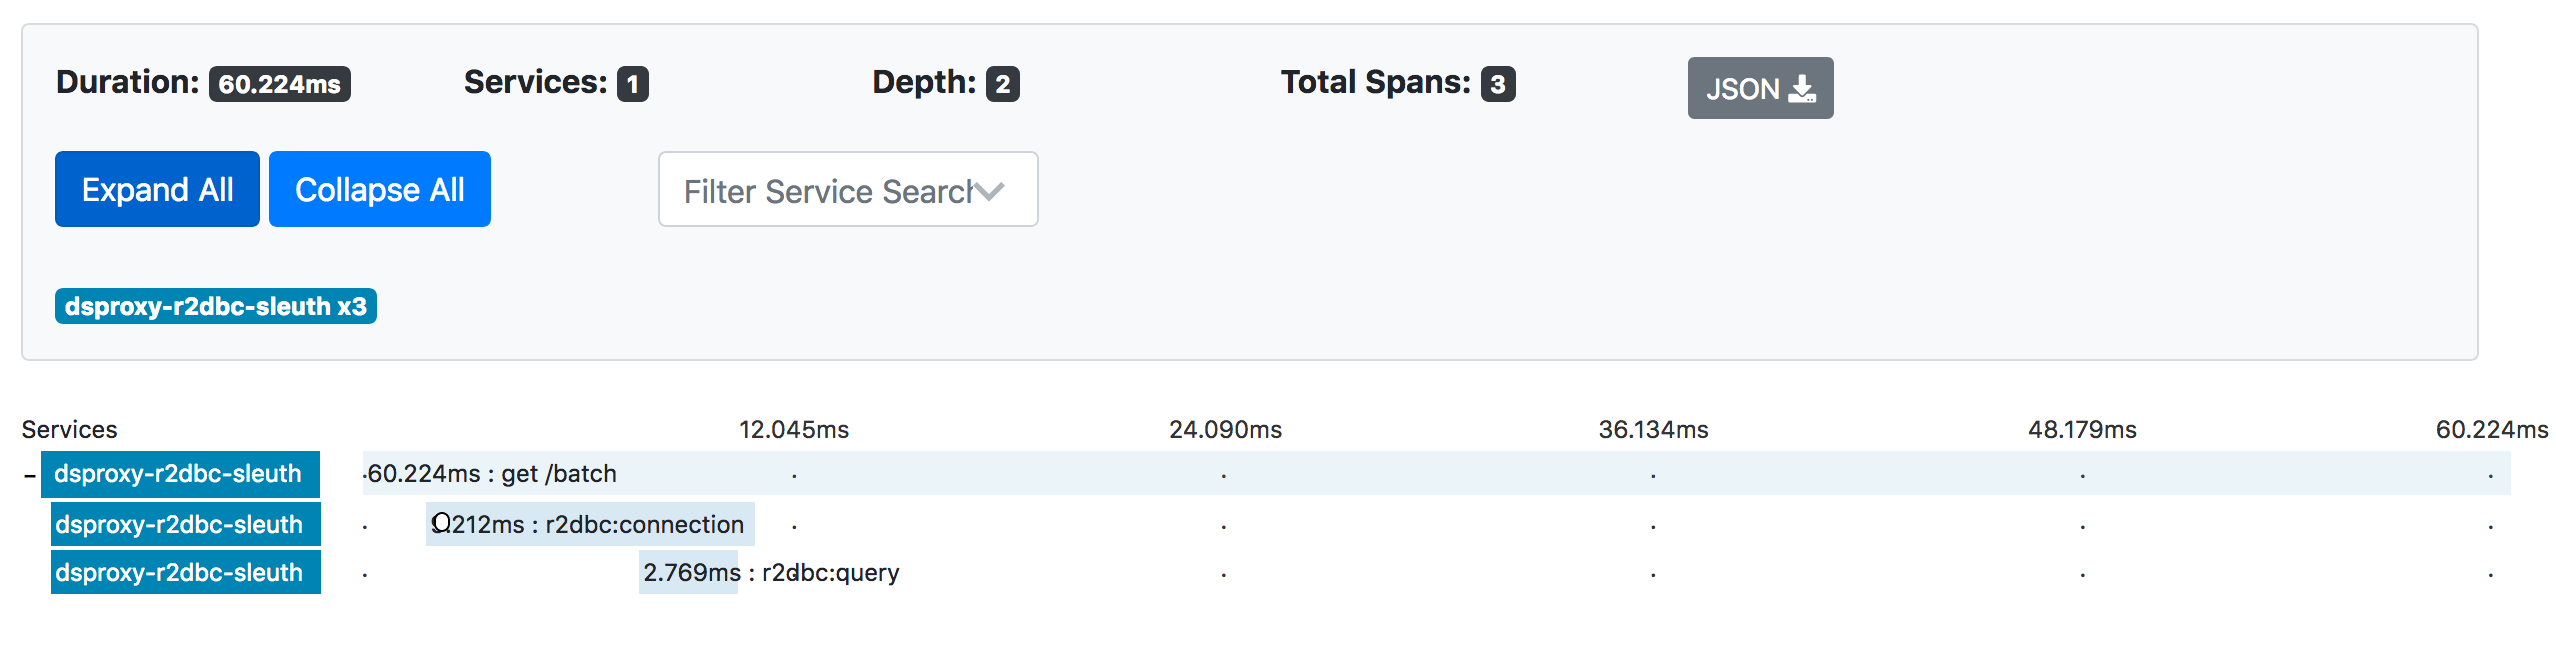 Duration: 60.224ms Services: 1 Depth: 2 Total Spans: 3 JSON
Expand All Collapse All Filter Service Search
dsproxy-r2dbc-sleuth x3
Services 12.045ms 24.090ms 36.134ms 48.179ms 60.224ms
dsproxy-r2dbc-sleuth 60.224ms : get /batch
dsproxy-r2dbc-sleuth .212ms : r2dbc:connection
dsproxy-r2dbc-sleuth 2.769ms : r2dbc:query